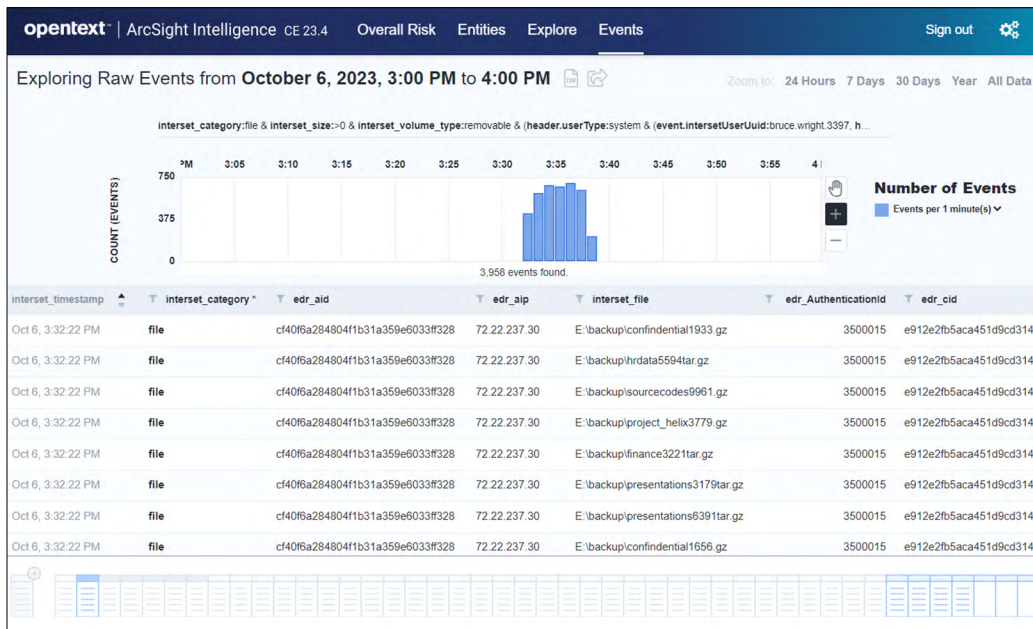 opentext™ | ArcSight Intelligence CE 23.4 Overall Risk Entities Explore Events Sign out
Exploring Raw Events from October 6, 2023, 3:00 PM to 4:00 PM csv Zoom to: 24 Hours 7 Days 30 Days Year All Data
interset_category:file & interset_size:>0 & interset_volume_type:removable & (header.userType:system & (event.intersetUserUuid:bruce.wright.3397, h...
PM 3:05 3:10 3:15 3:20 3:25 3:30 3:35 3:40 3:45 3:50 3:55 4
COUNT (EVENTS)
750
375
0
Number of Events
Events per 1 minute(s)
3,958 events found.
interset_timestamp interset_category * edr_aid edr_aip interset_file edr_AuthenticationId edr_cid
Oct 6, 3:32:22 PM file cf40f6a284804f1b31a359e6033ff328 72.22.237.30 E:\backup\confindential1933.gz 3500015 e912e2fb5aca451d9cd314
Oct 6, 3:32:22 PM file cf40f6a284804f1b31a359e6033ff328 72.22.237.30 E:\backup\hrdata5594tar.gz 3500015 e912e2fb5aca451d9cd314
Oct 6, 3:32:22 PM file cf40f6a284804f1b31a359e6033ff328 72.22.237.30 E:\backup\sourcecodes9961.gz 3500015 e912e2fb5aca451d9cd314
Oct 6, 3:32:22 PM file cf40f6a284804f1b31a359e6033ff328 72.22.237.30 E:\backup\project_helix3779.gz 3500015 e912e2fb5aca451d9cd314
Oct 6, 3:32:22 PM file cf40f6a284804f1b31a359e6033ff328 72.22.237.30 E:\backup\finance3221tar.gz 3500015 e912e2fb5aca451d9cd314
Oct 6, 3:32:22 PM file cf40f6a284804f1b31a359e6033ff328 72.22.237.30 E:\backup\presentations3179tar.gz 3500015 e912e2fb5aca451d9cd314
Oct 6, 3:32:22 PM file cf40f6a284804f1b31a359e6033ff328 72.22.237.30 E:\backup\presentations6391tar.gz 3500015 e912e2fb5aca451d9cd314
Oct 6, 3:32:22 PM file cf40f6a284804f1b31a359e6033ff328 72.22.237.30 E:\backup\confindential1656.gz 3500015 e912e2fb5aca451d9cd314